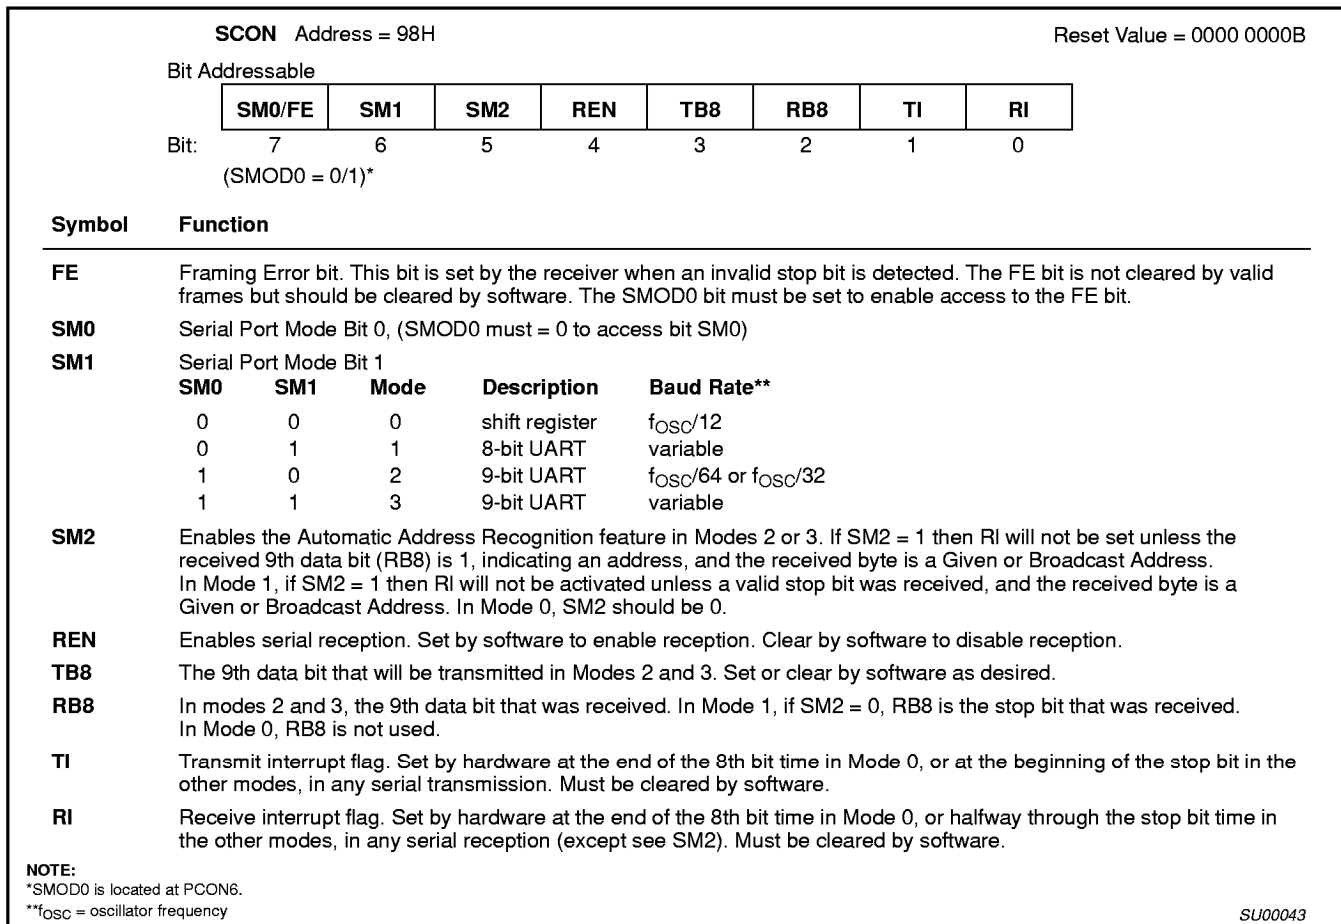 SCON Address = 98H Reset Value = 0000 0000B
Bit Addressable
SM0/FE SM1 SM2 REN TB8 RB8 TI RI
Bit: 7 6 5 4 3 2 1 0
(SMOD0 = 0/1)*
Symbol Function
FE Framing Error bit. This bit is set by the receiver when an invalid stop bit is detected. The FE bit is not cleared by valid
frames but should be cleared by software. The SMOD0 bit must be set to enable access to the FE bit.
SM0 Serial Port Mode Bit 0, (SMOD0 must = 0 to access bit SM0)
SM1 Serial Port Mode Bit 1
SM0 SM1 Mode Description Baud Rate**
0 0 0 shift register fOSC/12
0 1 1 8-bit UART variable
1 0 2 9-bit UART fOSC/64 or fOSC/32
1 1 3 9-bit UART variable
SM2 Enables the Automatic Address Recognition feature in Modes 2 or 3. If SM2 = 1 then RI will not be set unless the
received 9th data bit (RB8) is 1, indicating an address, and the received byte is a Given or Broadcast Address.
In Mode 1, if SM2 = 1 then RI will not be activated unless a valid stop bit was received, and the received byte is a
Given or Broadcast Address. In Mode 0, SM2 should be 0.
REN Enables serial reception. Set by software to enable reception. Clear by software to disable reception.
TB8 The 9th data bit that will be transmitted in Modes 2 and 3. Set or clear by software as desired.
RB8 In modes 2 and 3, the 9th data bit that was received. In Mode 1, if SM2 = 0, RB8 is the stop bit that was received.
In Mode 0, RB8 is not used.
TI Transmit interrupt flag. Set by hardware at the end of the 8th bit time in Mode 0, or at the beginning of the stop bit in the
other modes, in any serial transmission. Must be cleared by software.
RI Receive interrupt flag. Set by hardware at the end of the 8th bit time in Mode 0, or halfway through the stop bit time in
the other modes, in any serial reception (except see SM2). Must be cleared by software.
NOTE:
*SMOD0 is located at PCON6.
**fOSC = oscillator frequency SU00043